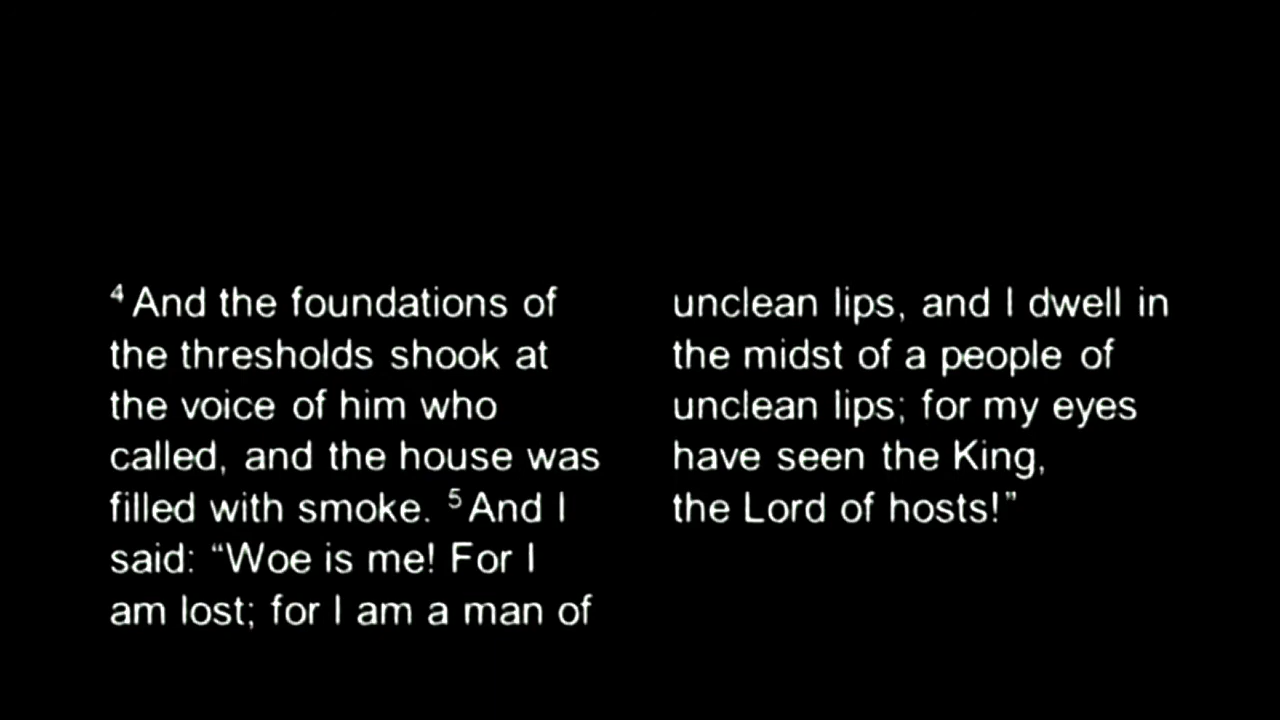 ⁴ And the foundations of
the thresholds shook at
the voice of him who
called, and the house was
filled with smoke. ⁵ And I
said: “Woe is me! For I
am lost; for I am a man of
unclean lips, and I dwell in
the midst of a people of
unclean lips; for my eyes
have seen the King,
the Lord of hosts!”